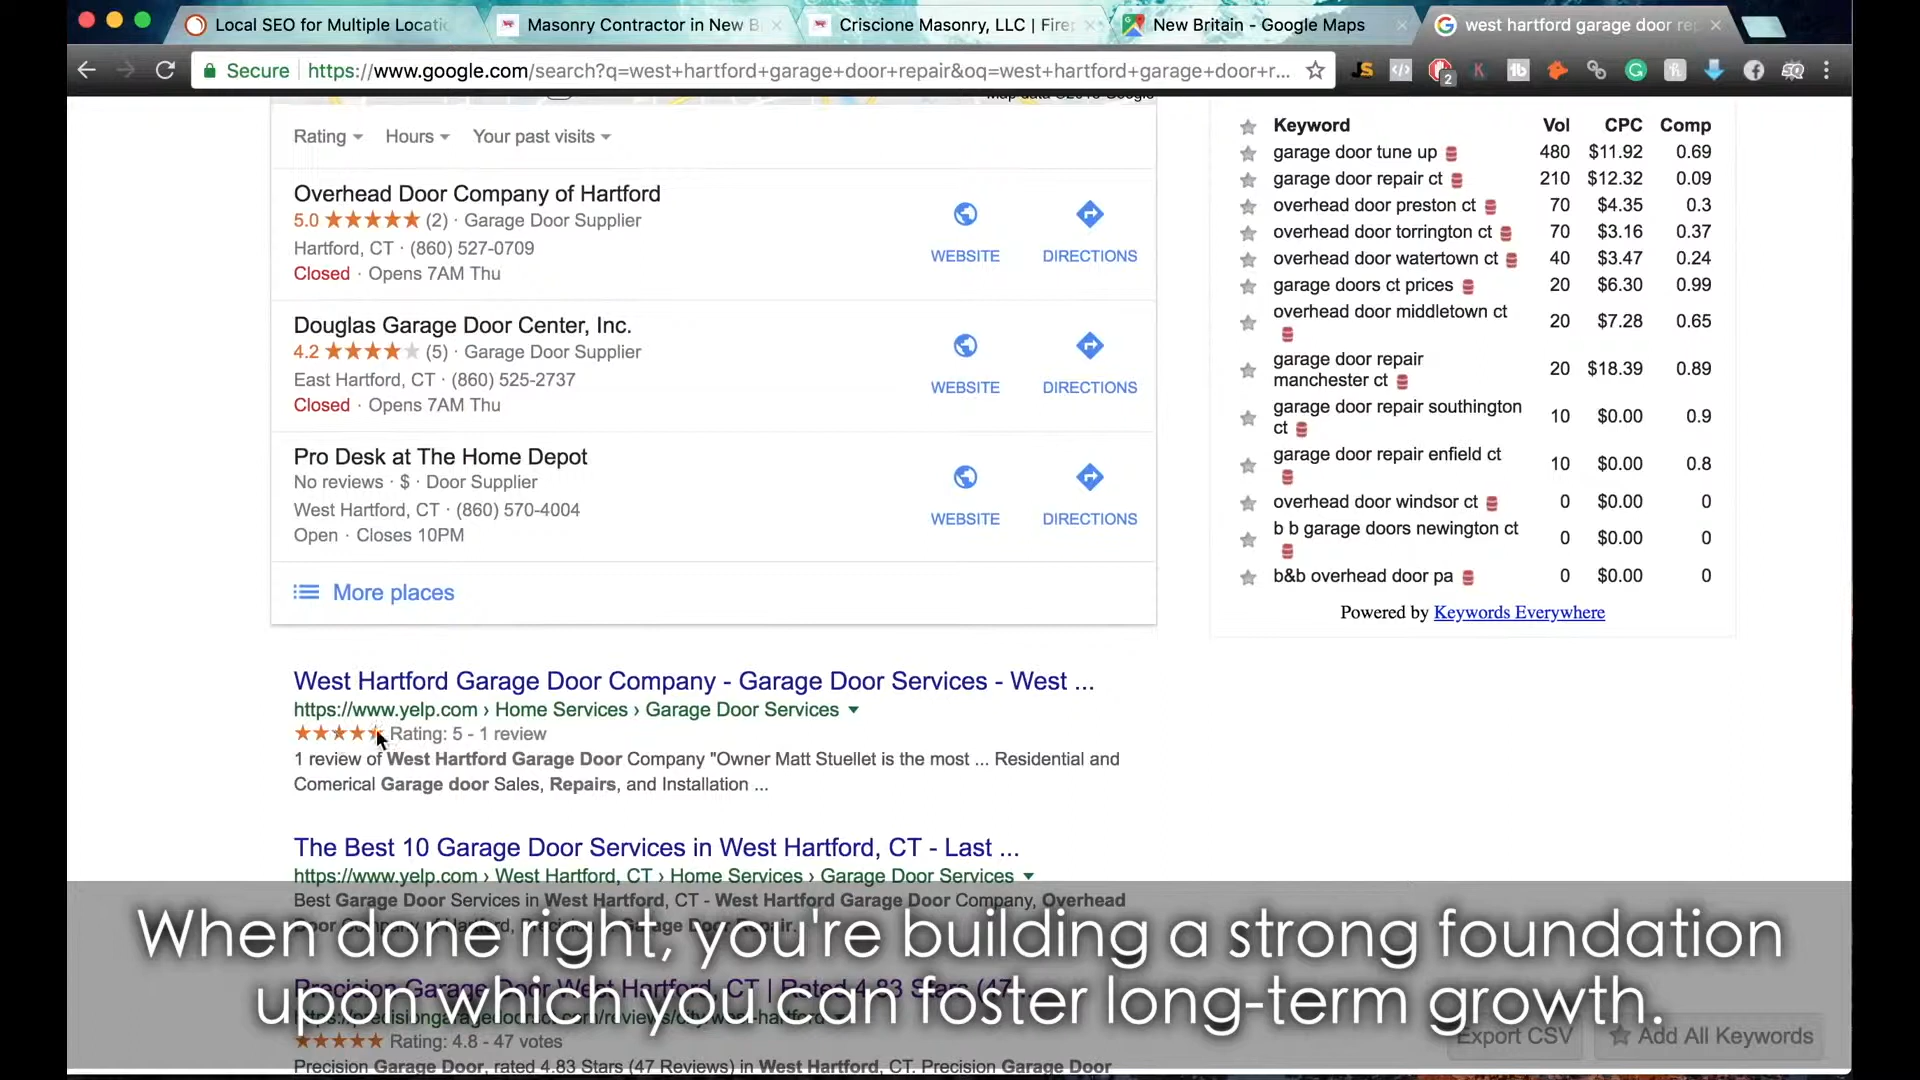 Local SEO for Multiple Locatio
Masonry Contractor in New B
Criscione Masonry, LLC | Firep
New Britain - Google Maps
west hartford garage door rep
Secure
https://www.google.com/search?q=west+hartford+garage+door+repair&oq=west+hartford+garage+door+r...
Rating
Hours
Your past visits
Overhead Door Company of Hartford
5.0 ★★★★★ (2) · Garage Door Supplier
Hartford, CT · (860) 527-0709
Closed · Opens 7AM Thu
WEBSITE
DIRECTIONS
Douglas Garage Door Center, Inc.
4.2 ★★★★★ (5) · Garage Door Supplier
East Hartford, CT · (860) 525-2737
Closed · Opens 7AM Thu
WEBSITE
DIRECTIONS
Pro Desk at The Home Depot
No reviews · $ · Door Supplier
West Hartford, CT · (860) 570-4004
Open · Closes 10PM
WEBSITE
DIRECTIONS
More places
West Hartford Garage Door Company - Garage Door Services - West ...
https://www.yelp.com › Home Services › Garage Door Services
Rating: 5 - 1 review
1 review of West Hartford Garage Door Company "Owner Matt Stuellet is the most ... Residential and
Comerical Garage door Sales, Repairs, and Installation ...
The Best 10 Garage Door Services in West Hartford, CT - Last ...
https://www.yelp.com › West Hartford, CT › Home Services › Garage Door Services
Best Garage Door Services in West Hartford, CT - West Hartford Garage Door Company, Overhead
Rating: 4.8 - 47 votes
Precision Garage Door, rated 4.83 Stars (47 Reviews) in West Hartford, CT. Precision Garage Door
Keyword Vol CPC Comp
garage door tune up 480 $11.92 0.69
garage door repair ct 210 $12.32 0.09
overhead door preston ct 70 $4.35 0.3
overhead door torrington ct 70 $3.16 0.37
overhead door watertown ct 40 $3.47 0.24
garage doors ct prices 20 $6.30 0.99
overhead door middletown ct 20 $7.28 0.65
garage door repair
manchester ct 20 $18.39 0.89
garage door repair southington
ct 10 $0.00 0.9
garage door repair enfield ct 10 $0.00 0.8
overhead door windsor ct 0 $0.00 0
b b garage doors newington ct 0 $0.00 0
b&b overhead door pa 0 $0.00 0
Powered by Keywords Everywhere
Export CSV
Add All Keywords
When done right, you're building a strong foundation
upon which you can foster long-term growth.